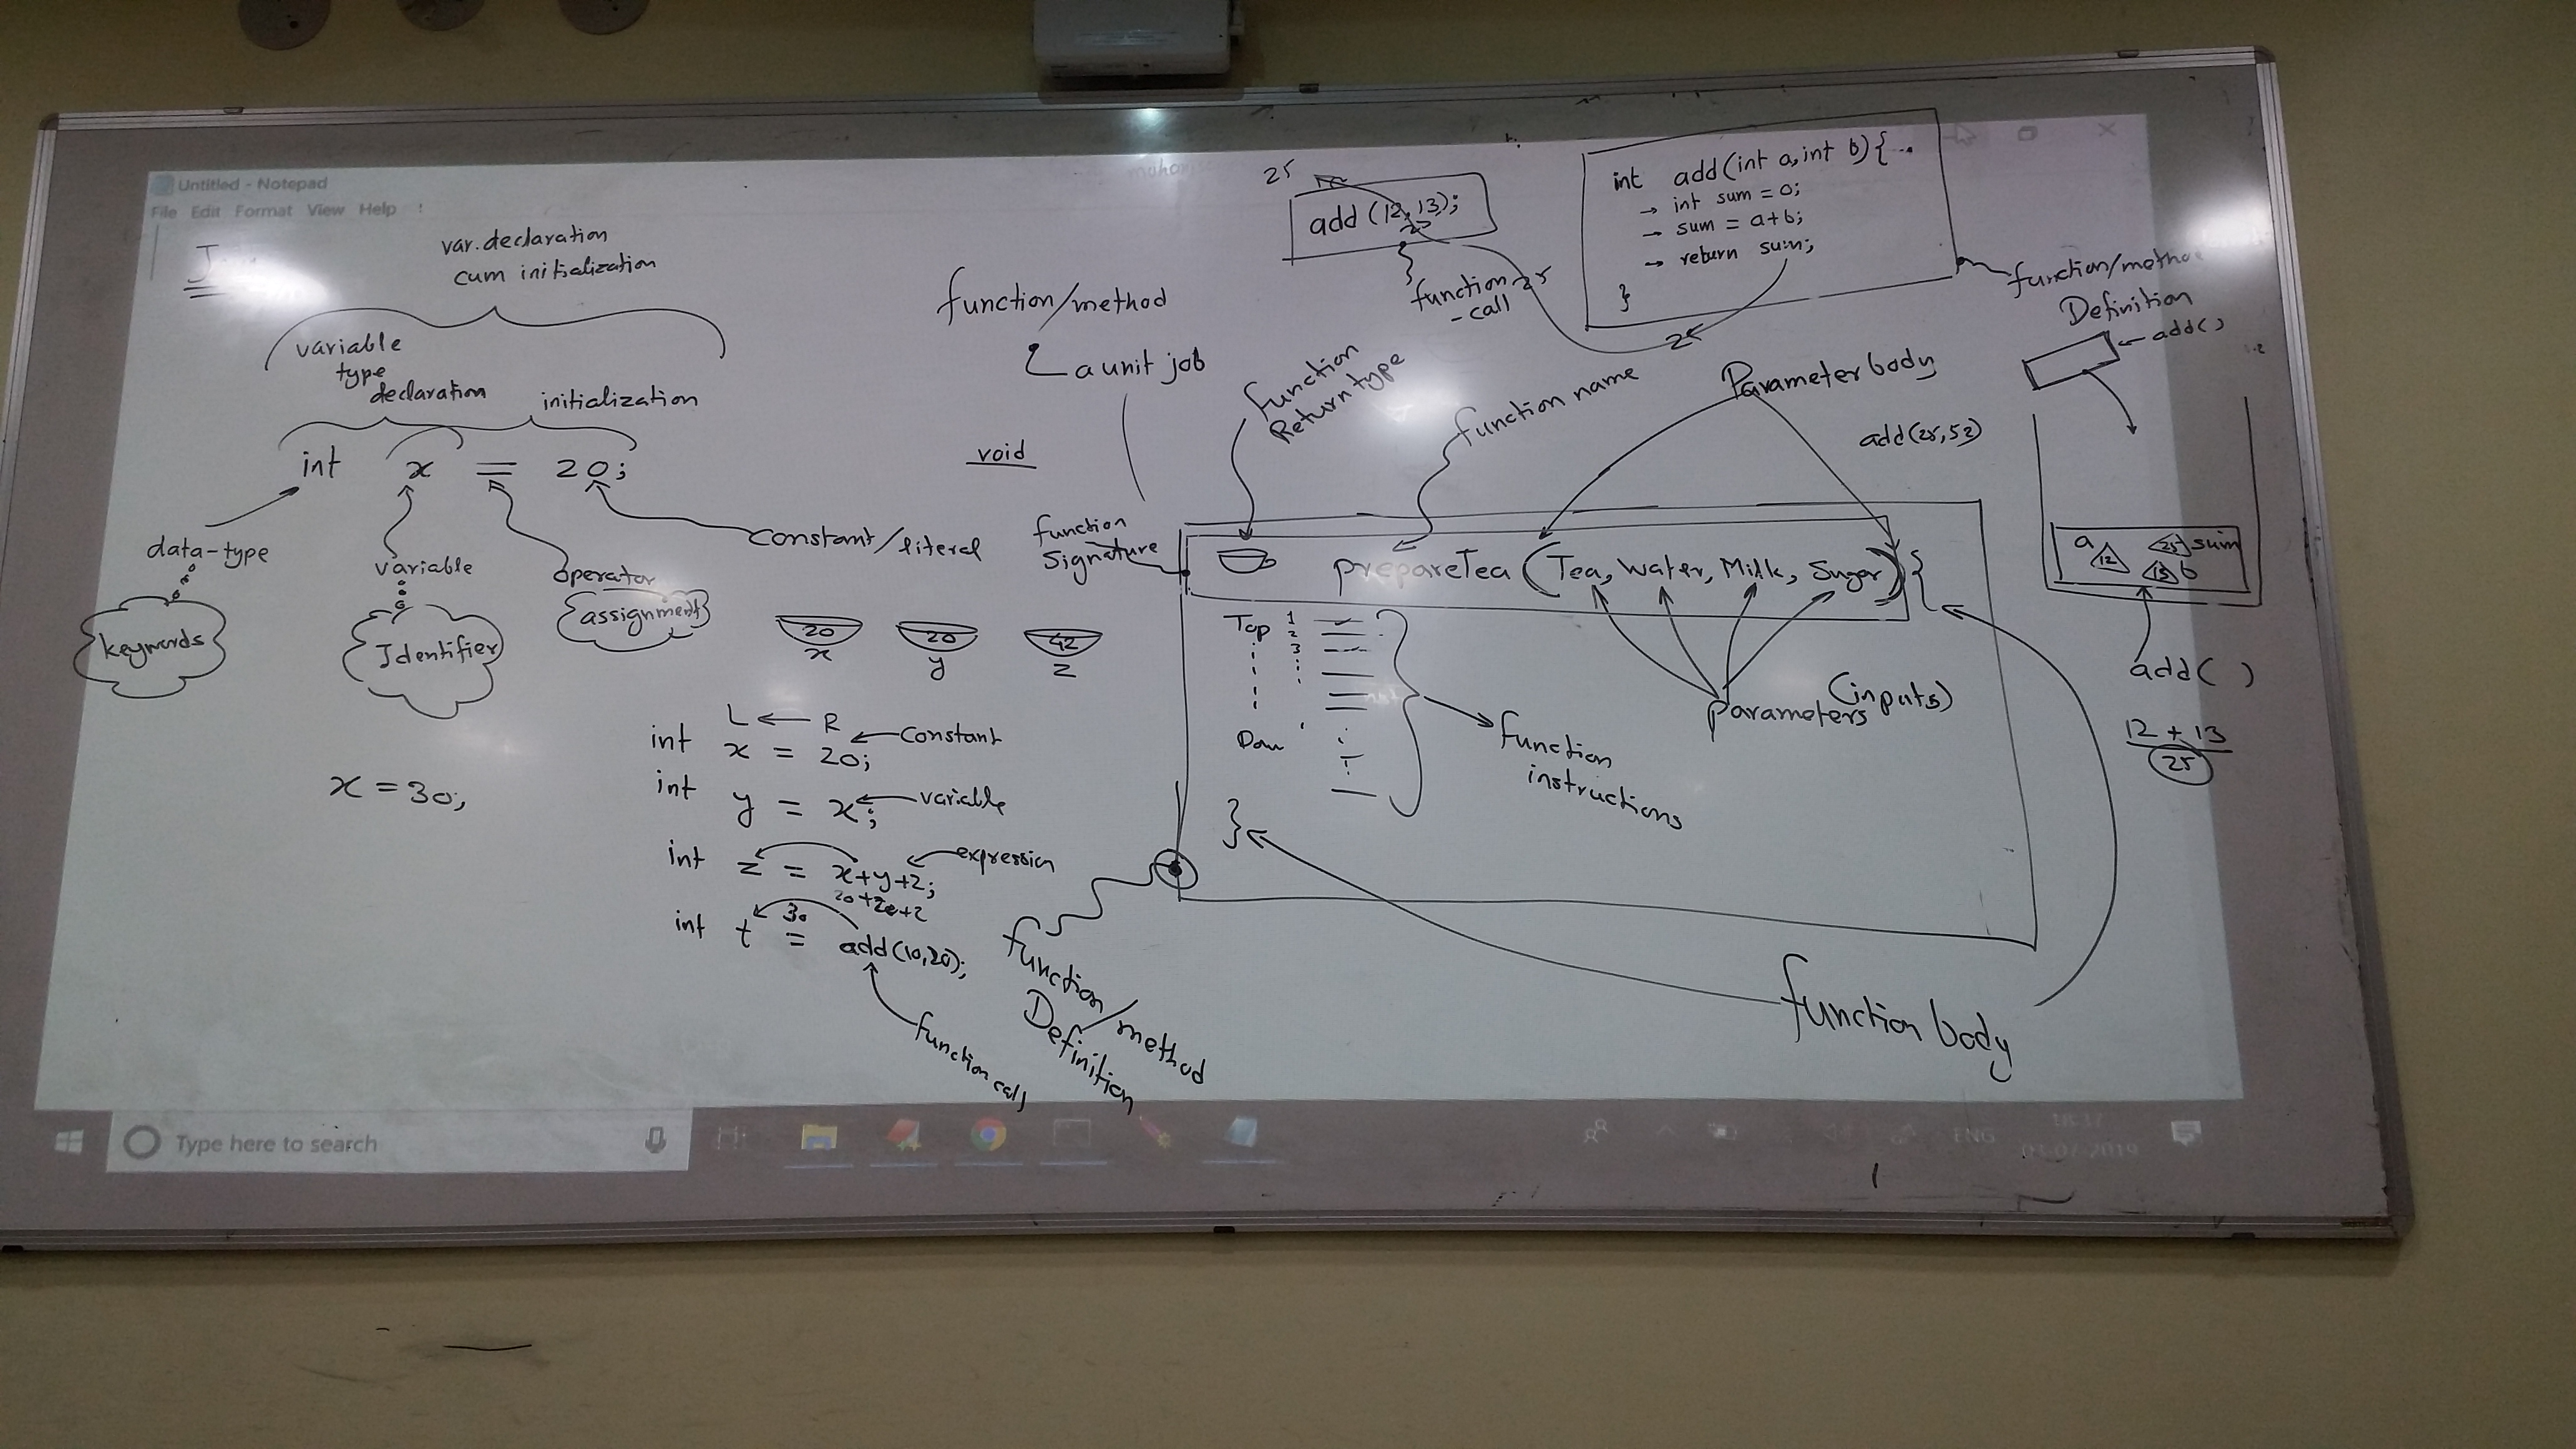 Untitled - Notepad
File Edit Format View Help
var. declaration
cum initialization
variable
type
declaration
initialization
int x = 20;
data-type
variable
operator
constant/literal
keywords
Identifier
assignment
x = 30;
20
x
20
y
42
z
L ← R
int x = 20;
Constant
int y = x;
variable
int z = x+y+2;
expression
20+20+2
30
int t = add(10,20);
function call
function/method
a unit job
void
25
add (12,13);
25
function
- call
25
int add(int a, int b) {
→ int sum = 0;
→ sum = a+b;
→ return sum;
}
function/method
Definition
add()
function
Return type
function name
Parameter body
add(25,52)
function
Signature
prepareTea (Tea, Water, Milk, Sugar) {
Top
1
2
3
function
instructions
Parameters
(inputs)
}
function/method
Definition
function body
a
12
25 sum
13 b
add( )
12 + 13
25
Type here to search
ENG